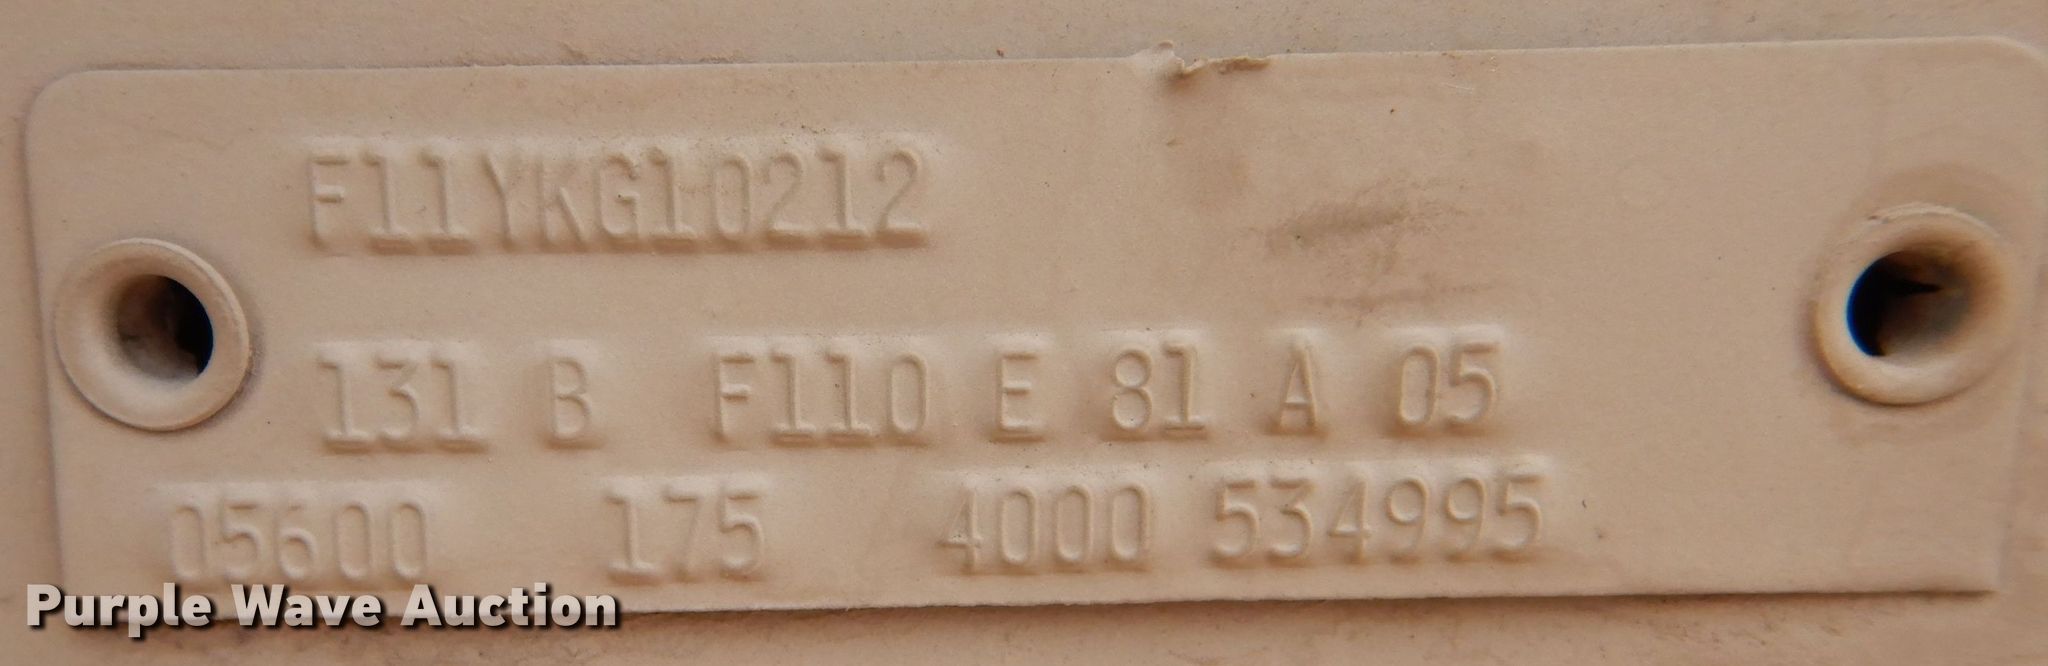 F11YKG10212
131 B F110 E 81 A 05
05600 175 4000 534995
Purple Wave Auction